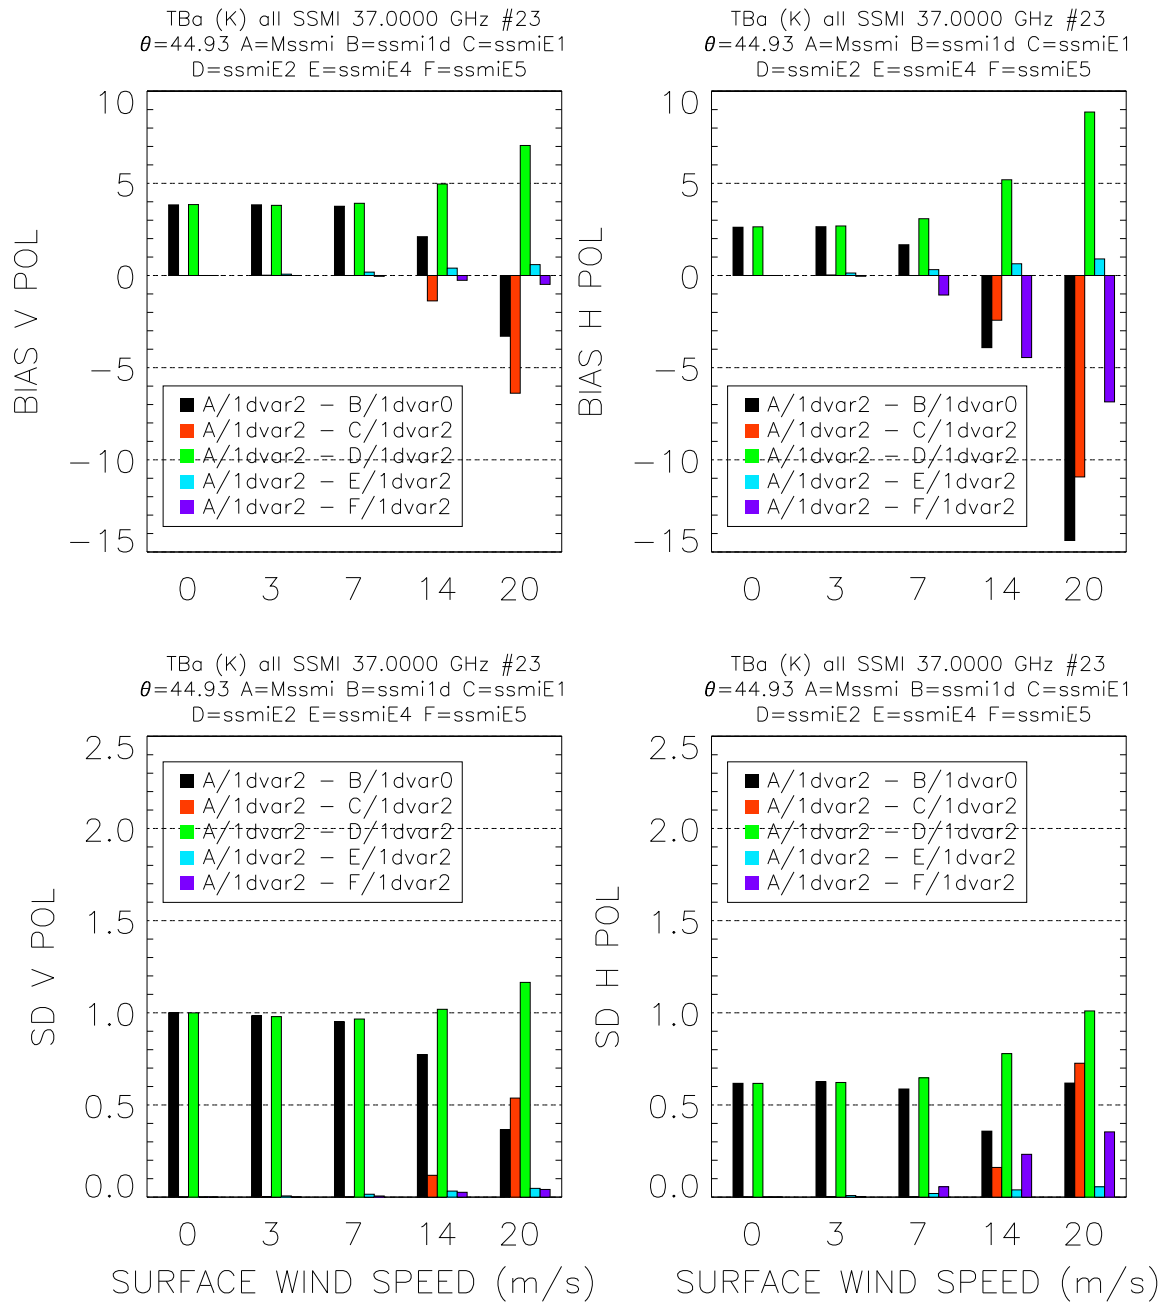 TBa (K) all SSMI 37.0000 GHz #23
θ=44.93 A=Mssmi B=ssmi1d C=ssmiE1
D=ssmiE2 E=ssmiE4 F=ssmiE5
10
5
0
−5
−10
−15
BIAS V POL
A/1dvar2 − B/1dvar0
A/1dvar2 − C/1dvar2
A/1dvar2 − D/1dvar2
A/1dvar2 − E/1dvar2
A/1dvar2 − F/1dvar2
0 3 7 14 20
TBa (K) all SSMI 37.0000 GHz #23
θ=44.93 A=Mssmi B=ssmi1d C=ssmiE1
D=ssmiE2 E=ssmiE4 F=ssmiE5
10
5
0
−5
−10
−15
BIAS H POL
A/1dvar2 − B/1dvar0
A/1dvar2 − C/1dvar2
A/1dvar2 − D/1dvar2
A/1dvar2 − E/1dvar2
A/1dvar2 − F/1dvar2
0 3 7 14 20
TBa (K) all SSMI 37.0000 GHz #23
θ=44.93 A=Mssmi B=ssmi1d C=ssmiE1
D=ssmiE2 E=ssmiE4 F=ssmiE5
2.5
2.0
1.5
1.0
0.5
0.0
SD V POL
A/1dvar2 − B/1dvar0
A/1dvar2 − C/1dvar2
A/1dvar2 − D/1dvar2
A/1dvar2 − E/1dvar2
A/1dvar2 − F/1dvar2
0 3 7 14 20
SURFACE WIND SPEED (m/s)
TBa (K) all SSMI 37.0000 GHz #23
θ=44.93 A=Mssmi B=ssmi1d C=ssmiE1
D=ssmiE2 E=ssmiE4 F=ssmiE5
2.5
2.0
1.5
1.0
0.5
0.0
SD H POL
A/1dvar2 − B/1dvar0
A/1dvar2 − C/1dvar2
A/1dvar2 − D/1dvar2
A/1dvar2 − E/1dvar2
A/1dvar2 − F/1dvar2
0 3 7 14 20
SURFACE WIND SPEED (m/s)